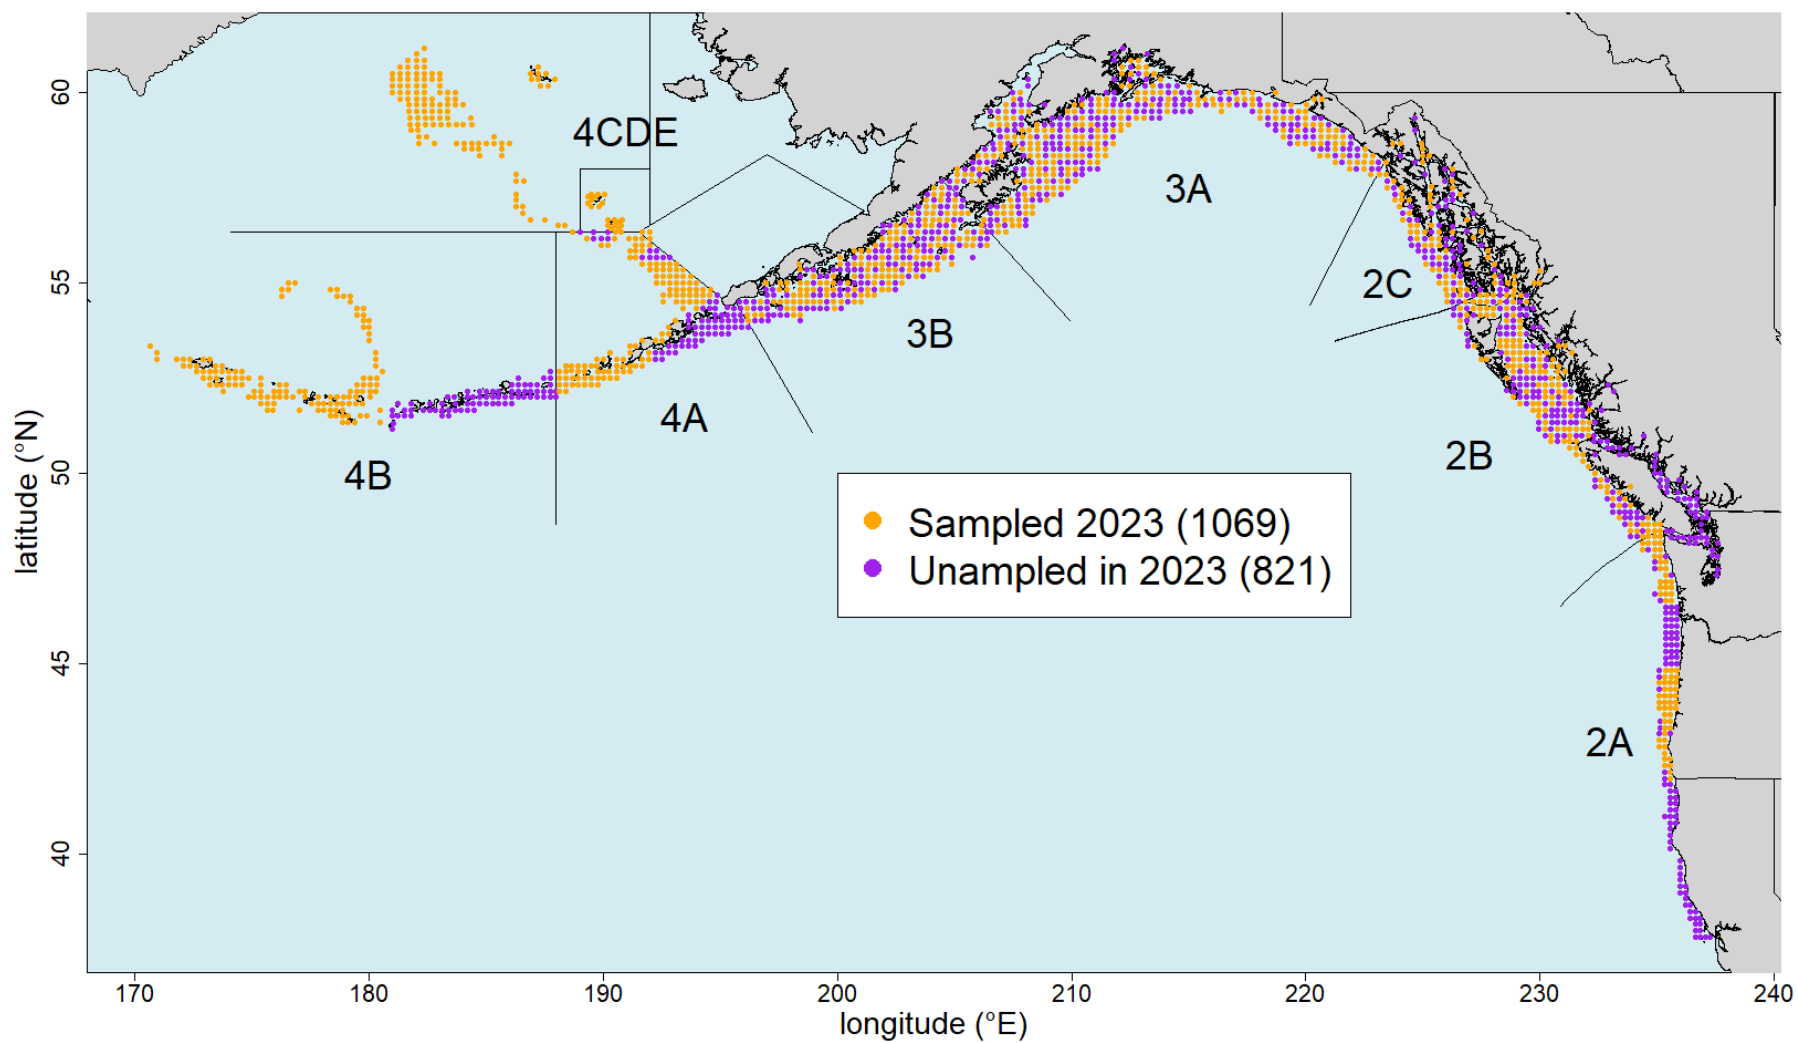 60
55
50
45
40
latitude (°N)
4CDE
3A
2C
3B
4A
4B
2B
2A
Sampled 2023 (1069)
Unampled in 2023 (821)
170
180
190
200
210
220
230
240
longitude (°E)